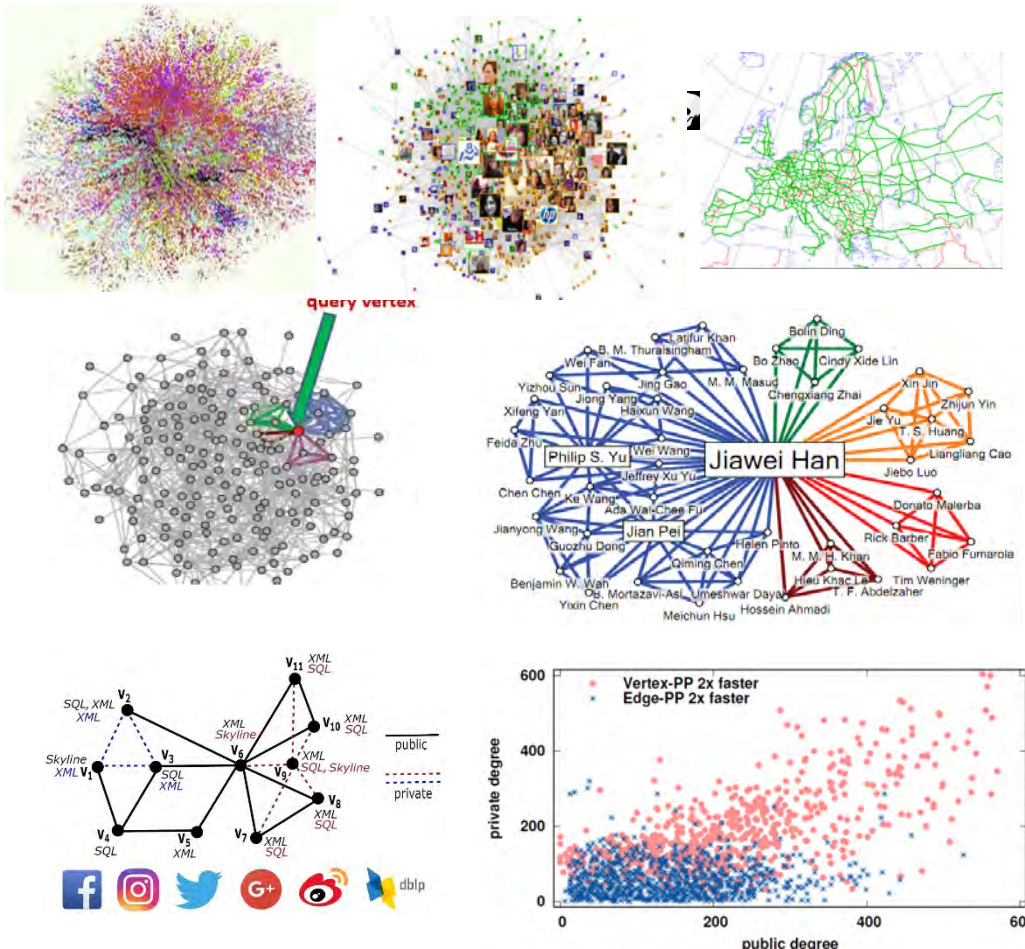 hp
query vertex
Latifur Khan
B. M. Thuraisingham
Wei Fan
Bolin Ding
Bo Zhao
Cindy Xide Lin
Yizhou Sun
Jing Gao
M. M. Masud
Chengxiang Zhai
Xin Jin
Jiong Yang
Xifeng Yan
Haixun Wang
Zhijun Yin
Jie Yu
T. S. Huang
Feida Zhu
Wei Wang
Philip S. Yu
Jiawei Han
Liangliang Cao
Jeffrey Xu Yu
Jiebo Luo
Chen Chen
Ke Wang
Ada Wai-Chee Fu
Donato Malerba
Jianyong Wang
Jian Pei
Rick Barber
Guozhu Dong
Helen Pinto
Fabio Fumarola
Qiming Chen
M. M. H. Khan
Benjamin W. Wah
Hieu Khac Le
Tim Weninger
B. Mortazavi-Asl
Umeshwar Dayal
T. F. Abdelzaher
Yixin Chen
Meichun Hsu
Hossein Ahmadi
V11 XML
SQL
V2
SQL, XML
XML
XML
Skyline
V10 XML
SQL
public
V6
Skyline
XML
V1
V3
SQL
XML
V9
XML
SQL, Skyline
private
V8
XML
SQL
V4
SQL
V5
XML
V7
XML
SQL
f
G+
dblp
600
400
200
0
private degree
Vertex-PP 2x faster
Edge-PP 2x faster
0 200 400 600
public degree